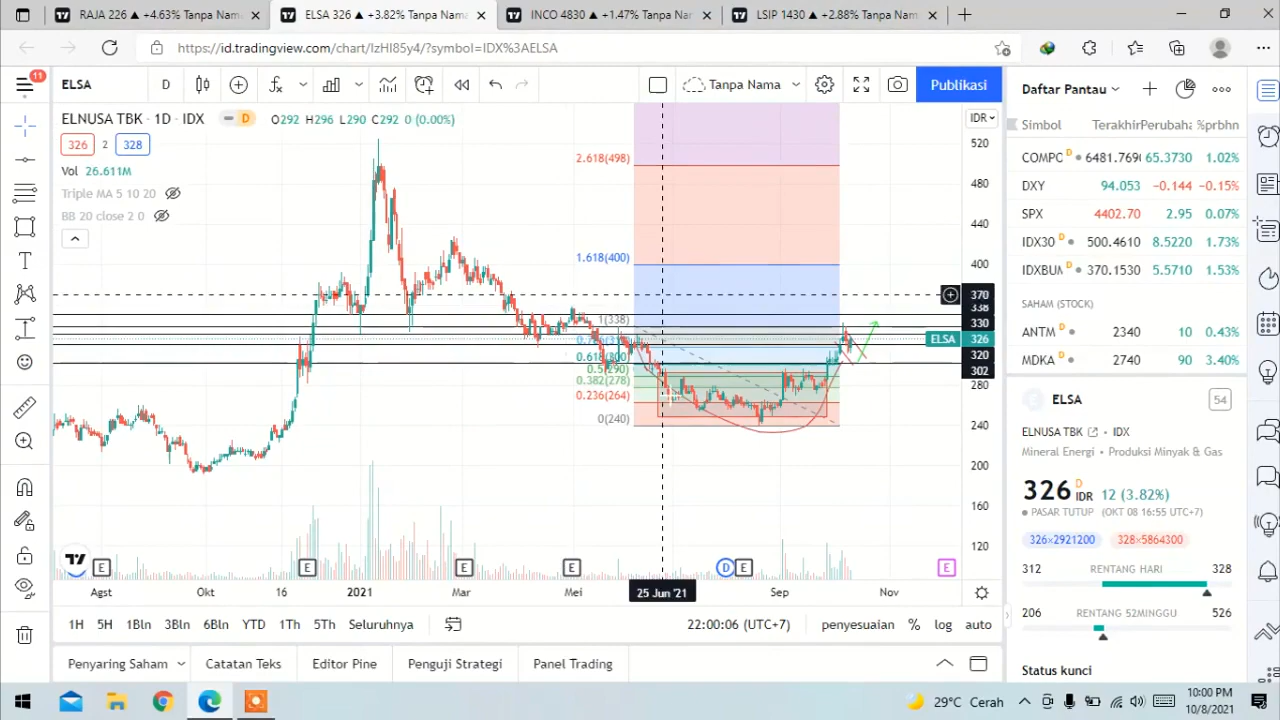 RAJA 226 ▲ +4.63% Tanpa Nam
ELSA 326 ▲ +3.82% Tanpa Nam
INCO 4830 ▲ +1.47% Tanpa Nam
LSIP 1430 ▲ +2.88% Tanpa Nam
https://id.tradingview.com/chart/lzHI85y4/?symbol=IDX%3AELSA
11
ELSA
D
Tanpa Nama
Publikasi
ELNUSA TBK · 1D · IDX
D
O292 H296 L290 C292 0 (0.00%)
326
2
328
Vol 26.611M
Triple MA 5 10 20
BB 20 close 2 0
2.618(498)
1.618(400)
1(338)
0.618(300)
0.5(290)
0.382(278)
0.236(264)
0(240)
IDR
520
480
440
400
370
338
330
ELSA
326
320
302
280
240
200
160
120
E
E
E
E
D
E
E
Agst
Okt
16
2021
Mar
Mei
25 Jun '21
Sep
Nov
1H
5H
1Bln
3Bln
6Bln
YTD
1Th
5Th
Seluruhnya
22:00:06 (UTC+7)
penyesuaian
%
log
auto
Penyaring Saham
Catatan Teks
Editor Pine
Penguji Strategi
Panel Trading
Daftar Pantau
Simbol
Terakhir
Perubaha
%prbhn
COMPO D 65.3730 1.02%
DXY 94.053 −0.144 −0.15%
SPX 4402.70 2.95 0.07%
IDX30 D 500.4610 8.5220 1.73%
IDXBUM D 370.1530 5.5710 1.53%
SAHAM (STOCK)
ANTM D 2340 10 0.43%
MDKA D 2740 90 3.40%
ELSA
54
ELNUSA TBK · IDX
Mineral Energi • Produksi Minyak & Gas
326 D IDR 12 (3.82%)
PASAR TUTUP (OKT 08 16:55 UTC+7)
326×2921200
328×5864300
312 RENTANG HARI 328
206 RENTANG 52MINGGU 526
Status kunci
29°C Cerah
10:00 PM
10/8/2021